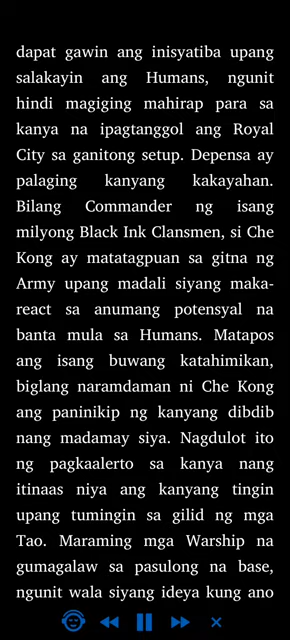 dapat gawin ang inisyatiba upang
salakayin ang Humans, ngunit
hindi magiging mahirap para sa
kanya na ipagtanggol ang Royal
City sa ganitong setup. Depensa ay
palaging kanyang kakayahan.
Bilang Commander ng isang
milyong Black Ink Clansmen, si Che
Kong ay matatagpuan sa gitna ng
Army upang madali siyang maka-
react sa anumang potensyal na
banta mula sa Humans. Matapos
ang isang buwang katahimikan,
biglang naramdaman ni Che Kong
ang paninikip ng kanyang dibdib
nang madamay siya. Nagdulot ito
ng pagkaalerto sa kanya nang
itinaas niya ang kanyang tingin
upang tumingin sa gilid ng mga
Tao. Maraming mga Warship na
gumagalaw sa pasulong na base,
ngunit wala siyang ideya kung ano